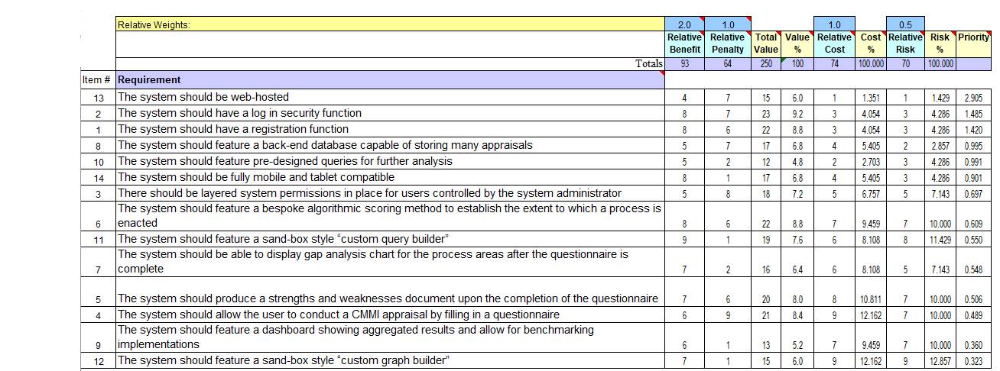 Relative Weights: 2.0 1.0 1.0 0.5
Relative Relative Total Value Relative Cost Relative Risk Priority
Benefit Penalty Value % Cost % Risk %
Totals 93 64 250 100 74 100.000 70 100.000
Item # Requirement
13 The system should be web-hosted 4 7 15 6.0 1 1.351 1 1.429 2.905
2 The system should have a log in security function 8 7 23 9.2 3 4.054 3 4.286 1.485
1 The system should have a registration function 8 6 22 8.8 3 4.054 3 4.286 1.420
8 The system should feature a back-end database capable of storing many appraisals 5 7 17 6.8 4 5.405 2 2.857 0.995
10 The system should feature pre-designed queries for further analysis 5 2 12 4.8 2 2.703 3 4.286 0.991
14 The system should be fully mobile and tablet compatible 8 1 17 6.8 4 5.405 3 4.286 0.901
3 There should be layered system permissions in place for users controlled by the system administrator 5 8 18 7.2 5 6.757 5 7.143 0.697
The system should feature a bespoke algorithmic scoring method to establish the extent to which a process is
6 enacted 8 6 22 8.8 7 9.459 7 10.000 0.609
11 The system should feature a sand-box style “custom query builder” 9 1 19 7.6 6 8.108 8 11.429 0.550
The system should be able to display gap analysis chart for the process areas after the questionnaire is
7 complete 7 2 16 6.4 6 8.108 5 7.143 0.548
5 The system should produce a strengths and weaknesses document upon the completion of the questionnaire 7 6 20 8.0 8 10.811 7 10.000 0.506
4 The system should allow the user to conduct a CMMI appraisal by filling in a questionnaire 6 9 21 8.4 9 12.162 7 10.000 0.489
The system should feature a dashboard showing aggregated results and allow for benchmarking
9 implementations 6 1 13 5.2 7 9.459 7 10.000 0.360
12 The system should feature a sand-box style “custom graph builder” 7 1 15 6.0 9 12.162 9 12.857 0.323